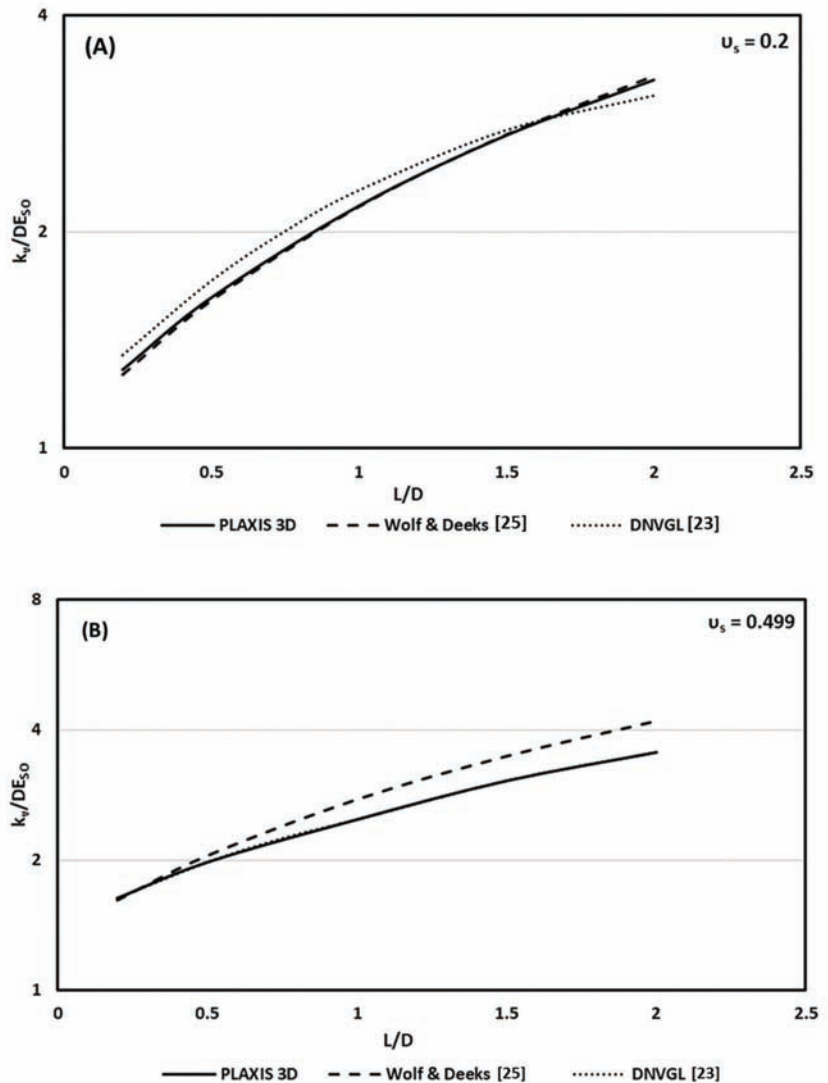 (A)
υs = 0.2
4
2
1
kv/DESO
0 0.5 1 1.5 2 2.5
L/D
PLAXIS 3D Wolf & Deeks [25] DNVGL [23]
(B)
υs = 0.499
8
4
2
1
kv/DESO
0 0.5 1 1.5 2 2.5
L/D
PLAXIS 3D Wolf & Deeks [25] DNVGL [23]